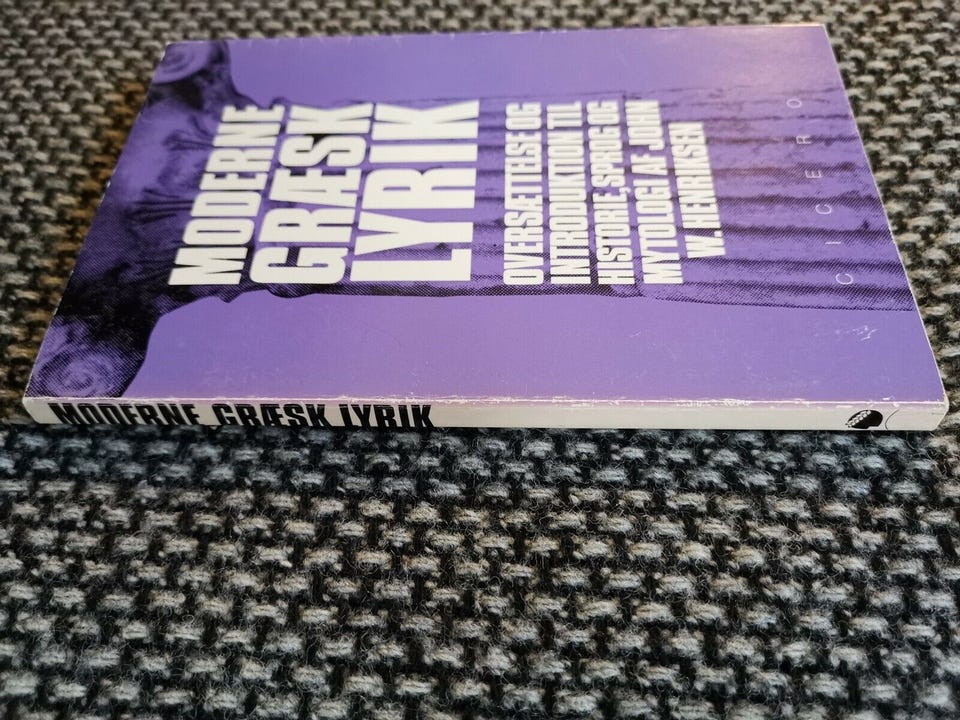 MODERNE
GRÆSK
LYRIK
OVERSÆTTELSE OG
INTRODUKTION TIL
HISTORIE, SPROG OG
MYTOLOGI AF JOHN
W. HENRIKSEN
CICERO
MODERNE GRÆSK LYRIK